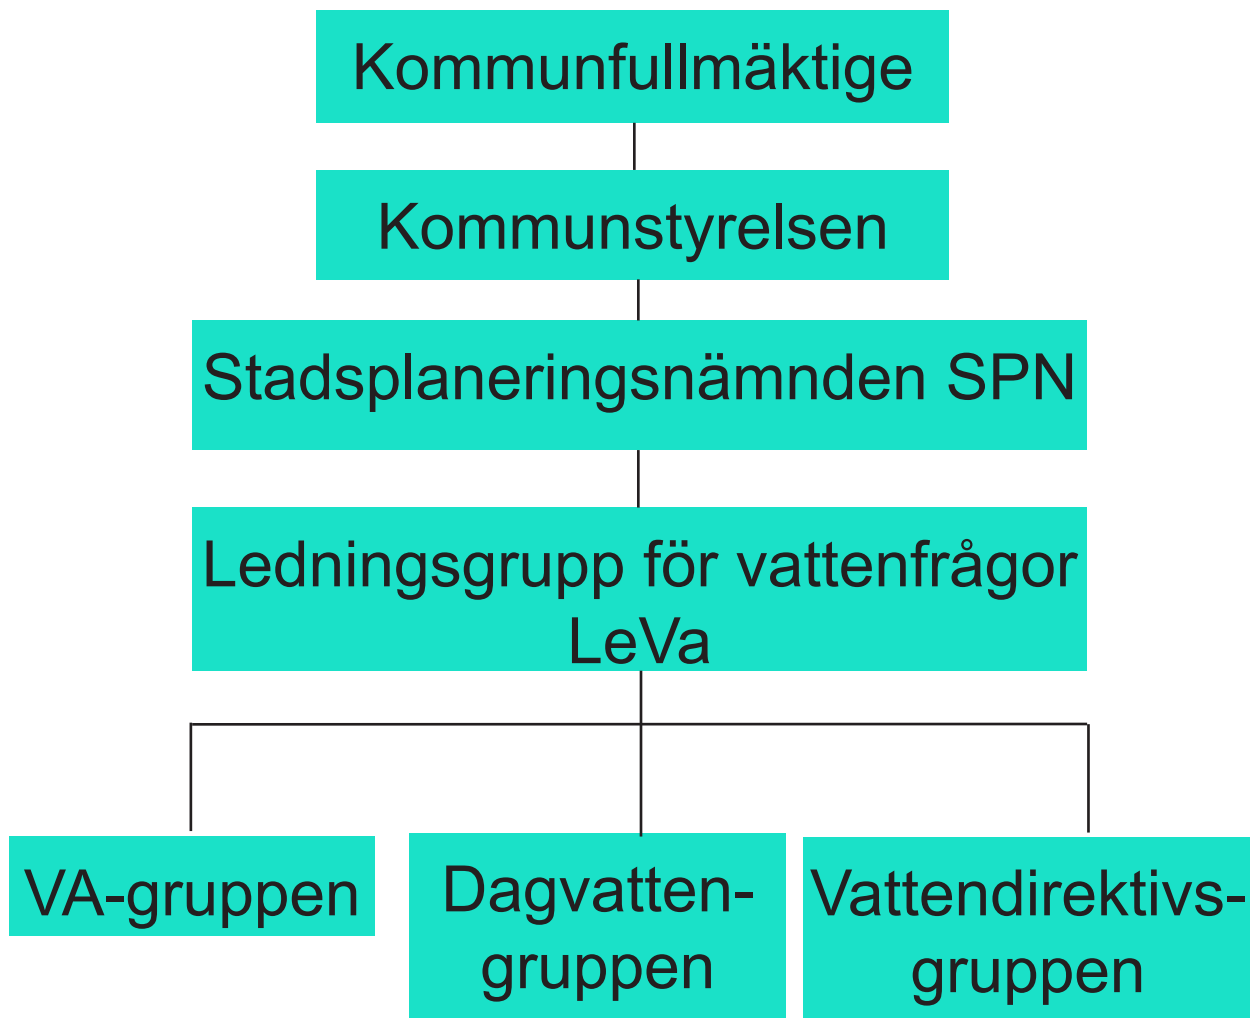 Kommunfullmäktige
Kommunstyrelsen
Stadsplaneringsnämnden SPN
Ledningsgrupp för vattenfrågor
LeVa
VA-gruppen
Dagvatten-
gruppen
Vattendirektivs-
gruppen